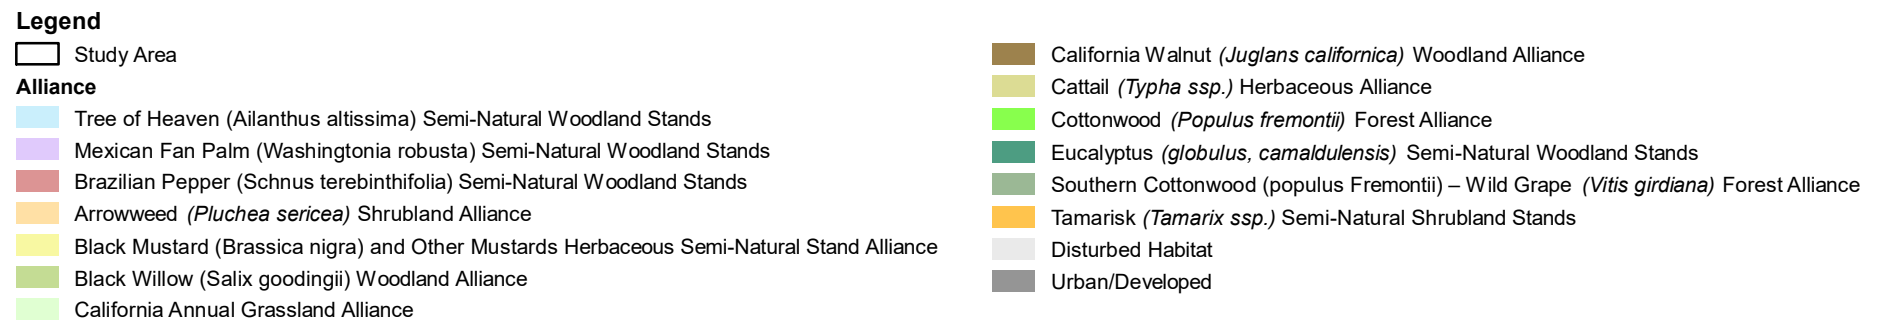 Legend
Study Area
Alliance
Tree of Heaven (Ailanthus altissima) Semi-Natural Woodland Stands
Mexican Fan Palm (Washingtonia robusta) Semi-Natural Woodland Stands
Brazilian Pepper (Schnus terebinthifolia) Semi-Natural Woodland Stands
Arrowweed (Pluchea sericea) Shrubland Alliance
Black Mustard (Brassica nigra) and Other Mustards Herbaceous Semi-Natural Stand Alliance
Black Willow (Salix goodingii) Woodland Alliance
California Annual Grassland Alliance
California Walnut (Juglans californica) Woodland Alliance
Cattail (Typha ssp.) Herbaceous Alliance
Cottonwood (Populus fremontii) Forest Alliance
Eucalyptus (globulus, camaldulensis) Semi-Natural Woodland Stands
Southern Cottonwood (populus Fremontii) – Wild Grape (Vitis girdiana) Forest Alliance
Tamarisk (Tamarix ssp.) Semi-Natural Shrubland Stands
Disturbed Habitat
Urban/Developed